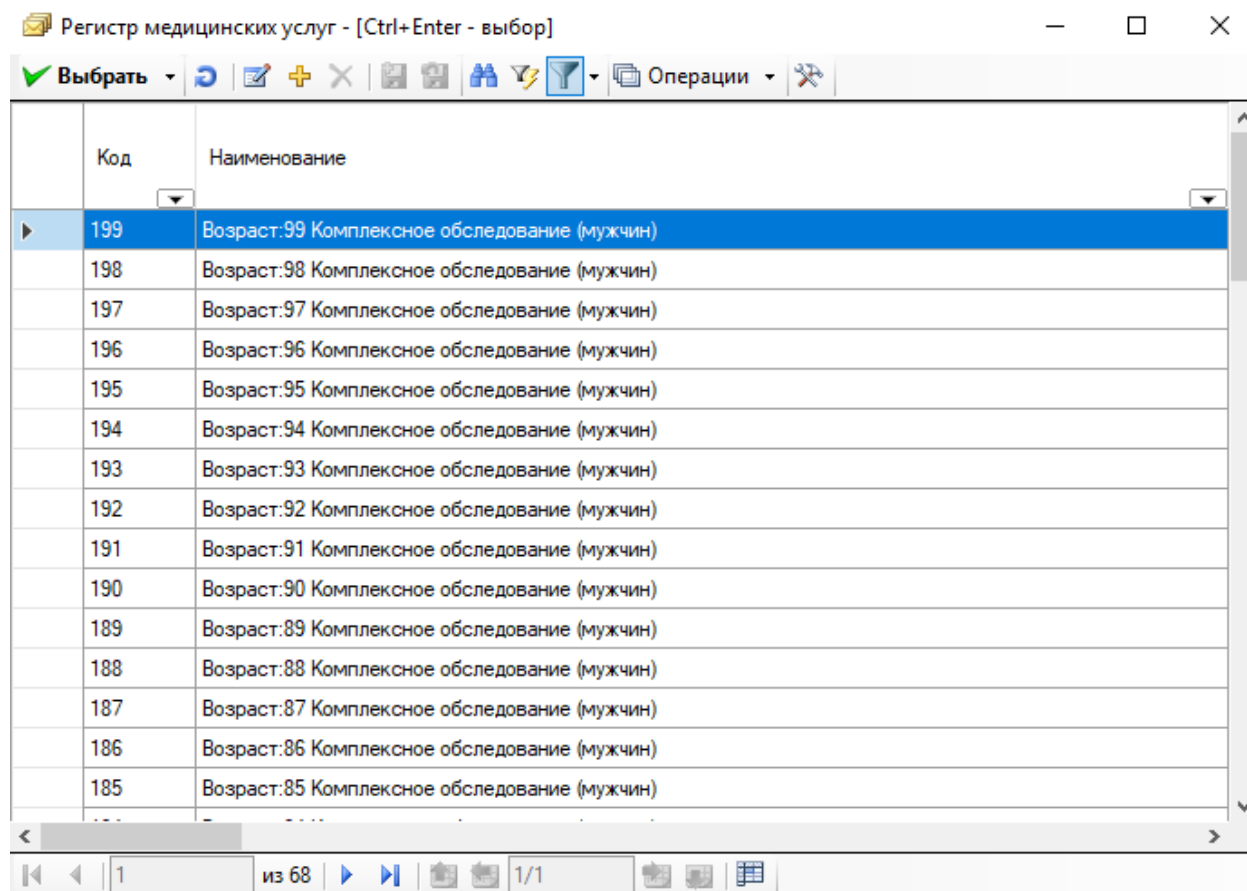 Регистр медицинских услуг - [Ctrl+Enter - выбор]
Выбрать Операции
Код Наименование
199 Возраст:99 Комплексное обследование (мужчин)
198 Возраст:98 Комплексное обследование (мужчин)
197 Возраст:97 Комплексное обследование (мужчин)
196 Возраст:96 Комплексное обследование (мужчин)
195 Возраст:95 Комплексное обследование (мужчин)
194 Возраст:94 Комплексное обследование (мужчин)
193 Возраст:93 Комплексное обследование (мужчин)
192 Возраст:92 Комплексное обследование (мужчин)
191 Возраст:91 Комплексное обследование (мужчин)
190 Возраст:90 Комплексное обследование (мужчин)
189 Возраст:89 Комплексное обследование (мужчин)
188 Возраст:88 Комплексное обследование (мужчин)
187 Возраст:87 Комплексное обследование (мужчин)
186 Возраст:86 Комплексное обследование (мужчин)
185 Возраст:85 Комплексное обследование (мужчин)
1 из 68 1/1